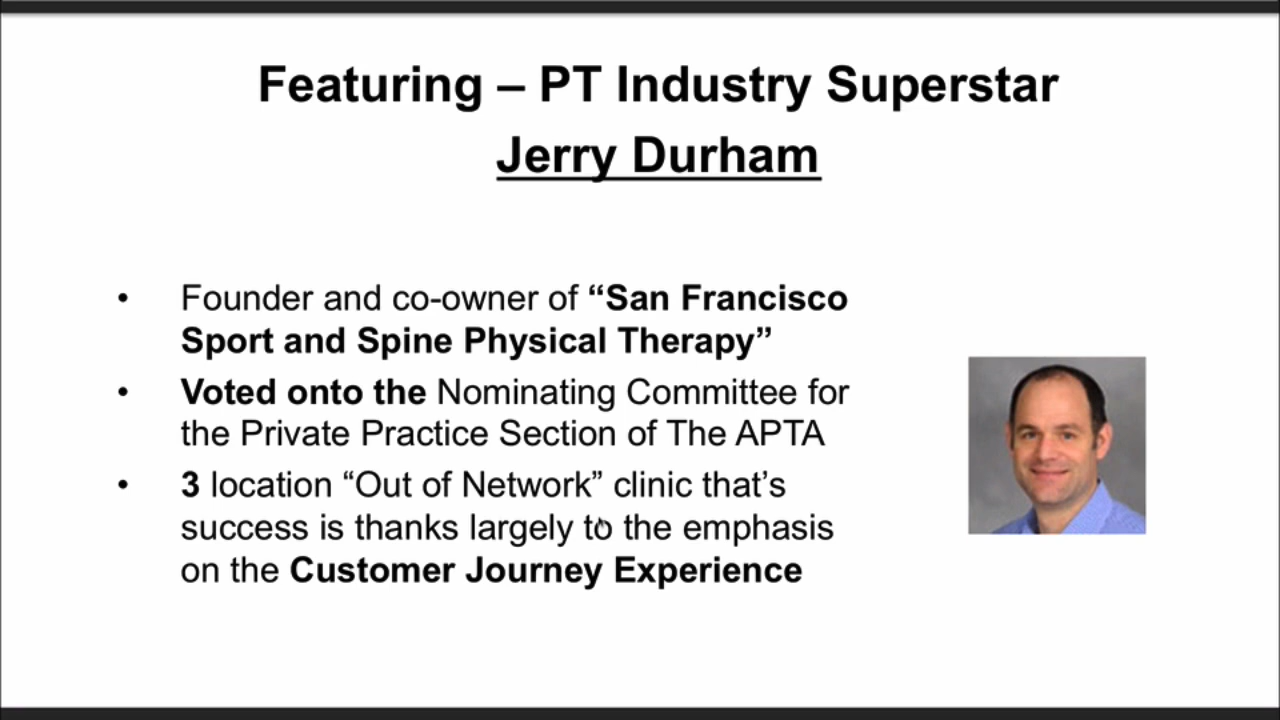 Featuring – PT Industry Superstar
Jerry Durham
• Founder and co-owner of “San Francisco
Sport and Spine Physical Therapy”
• Voted onto the Nominating Committee for
the Private Practice Section of The APTA
• 3 location “Out of Network” clinic that’s
success is thanks largely to the emphasis
on the Customer Journey Experience